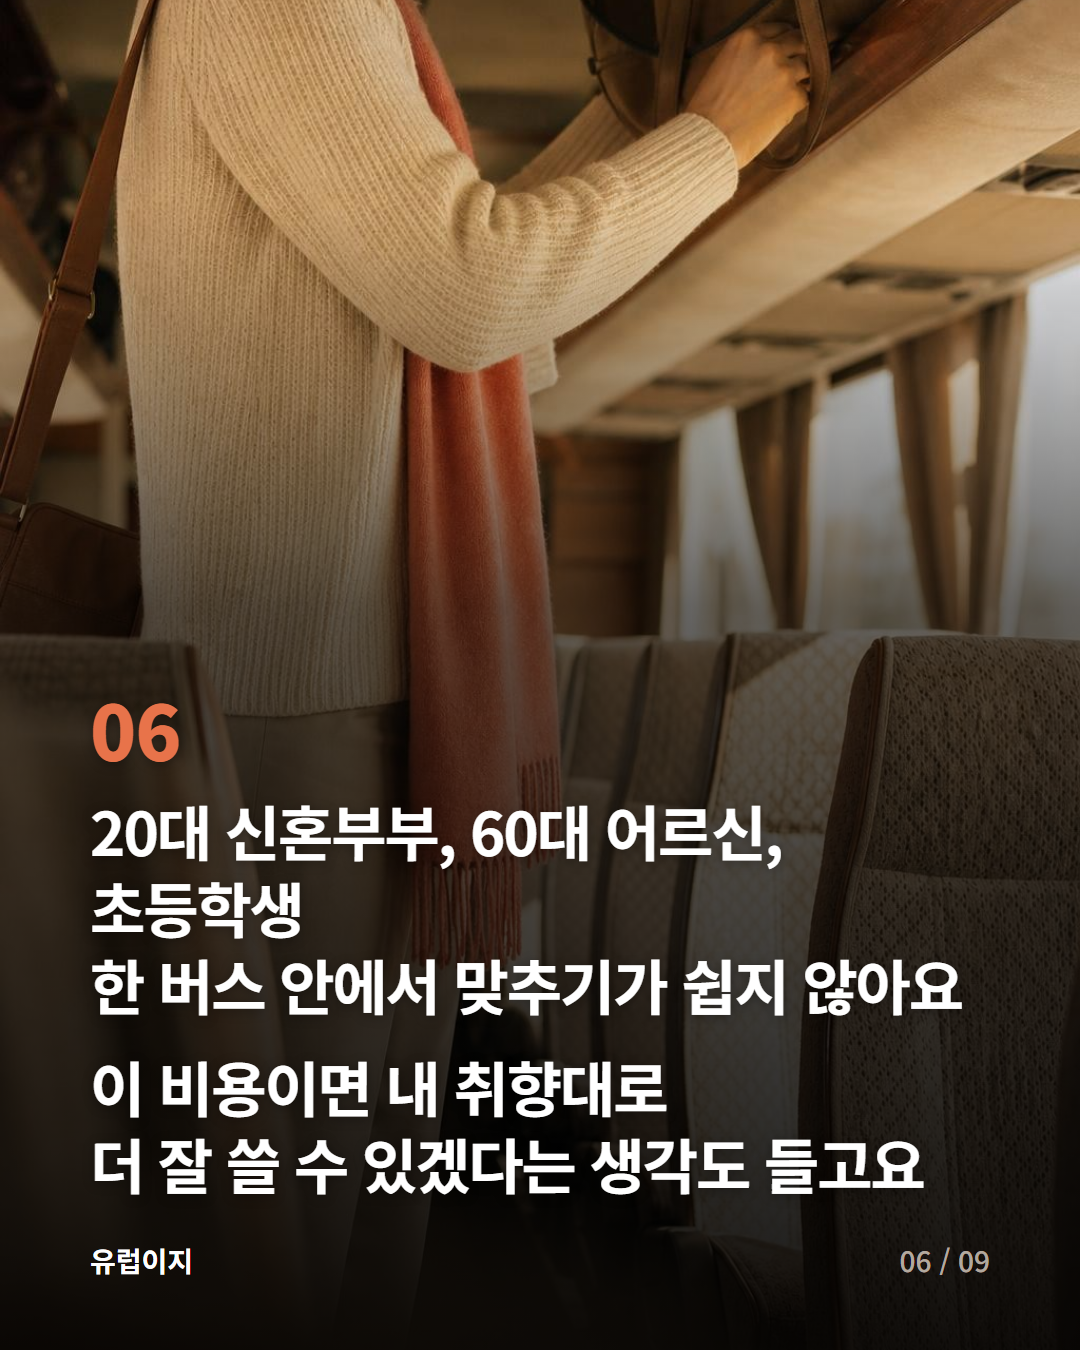 06
20대 신혼부부, 60대 어르신,
초등학생
한 버스 안에서 맞추기가 쉽지 않아요
이 비용이면 내 취향대로
더 잘 쓸 수 있겠다는 생각도 들고요
유럽이지
06 / 09